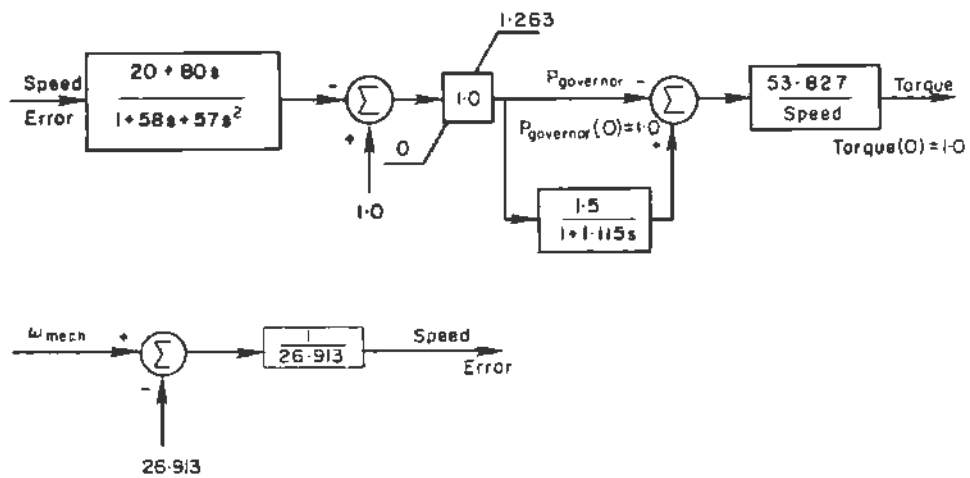 1·263
Speed
Error
20 + 80s
1+58s+57s²
-
Σ
+
1·0
1·0
0
Pgovernor
Pgovernor(0)=1·0
-
Σ
+
53·827
Speed
Torque
Torque(0)=1·0
1·5
1+1·115s
ωmech
+
Σ
-
26·913
1
26·913
Speed
Error